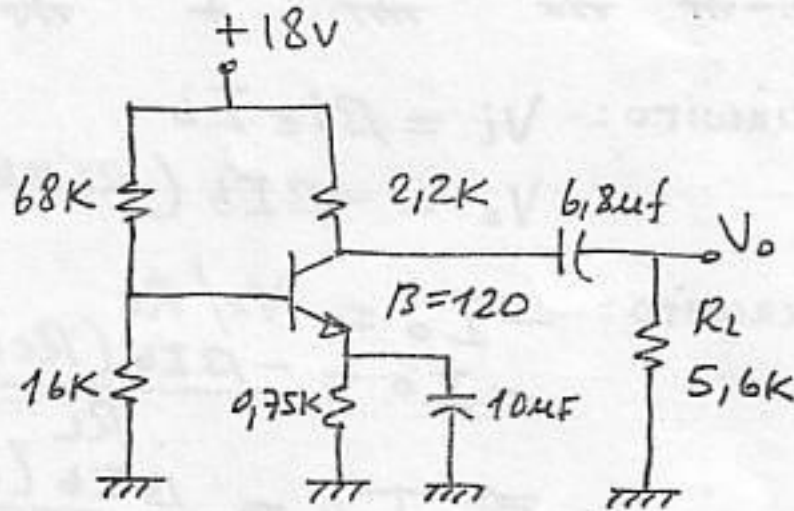 +18v
68K
2,2K
6,8uf
Vo
β=120
RL
5,6K
16K
0,75K
10uF